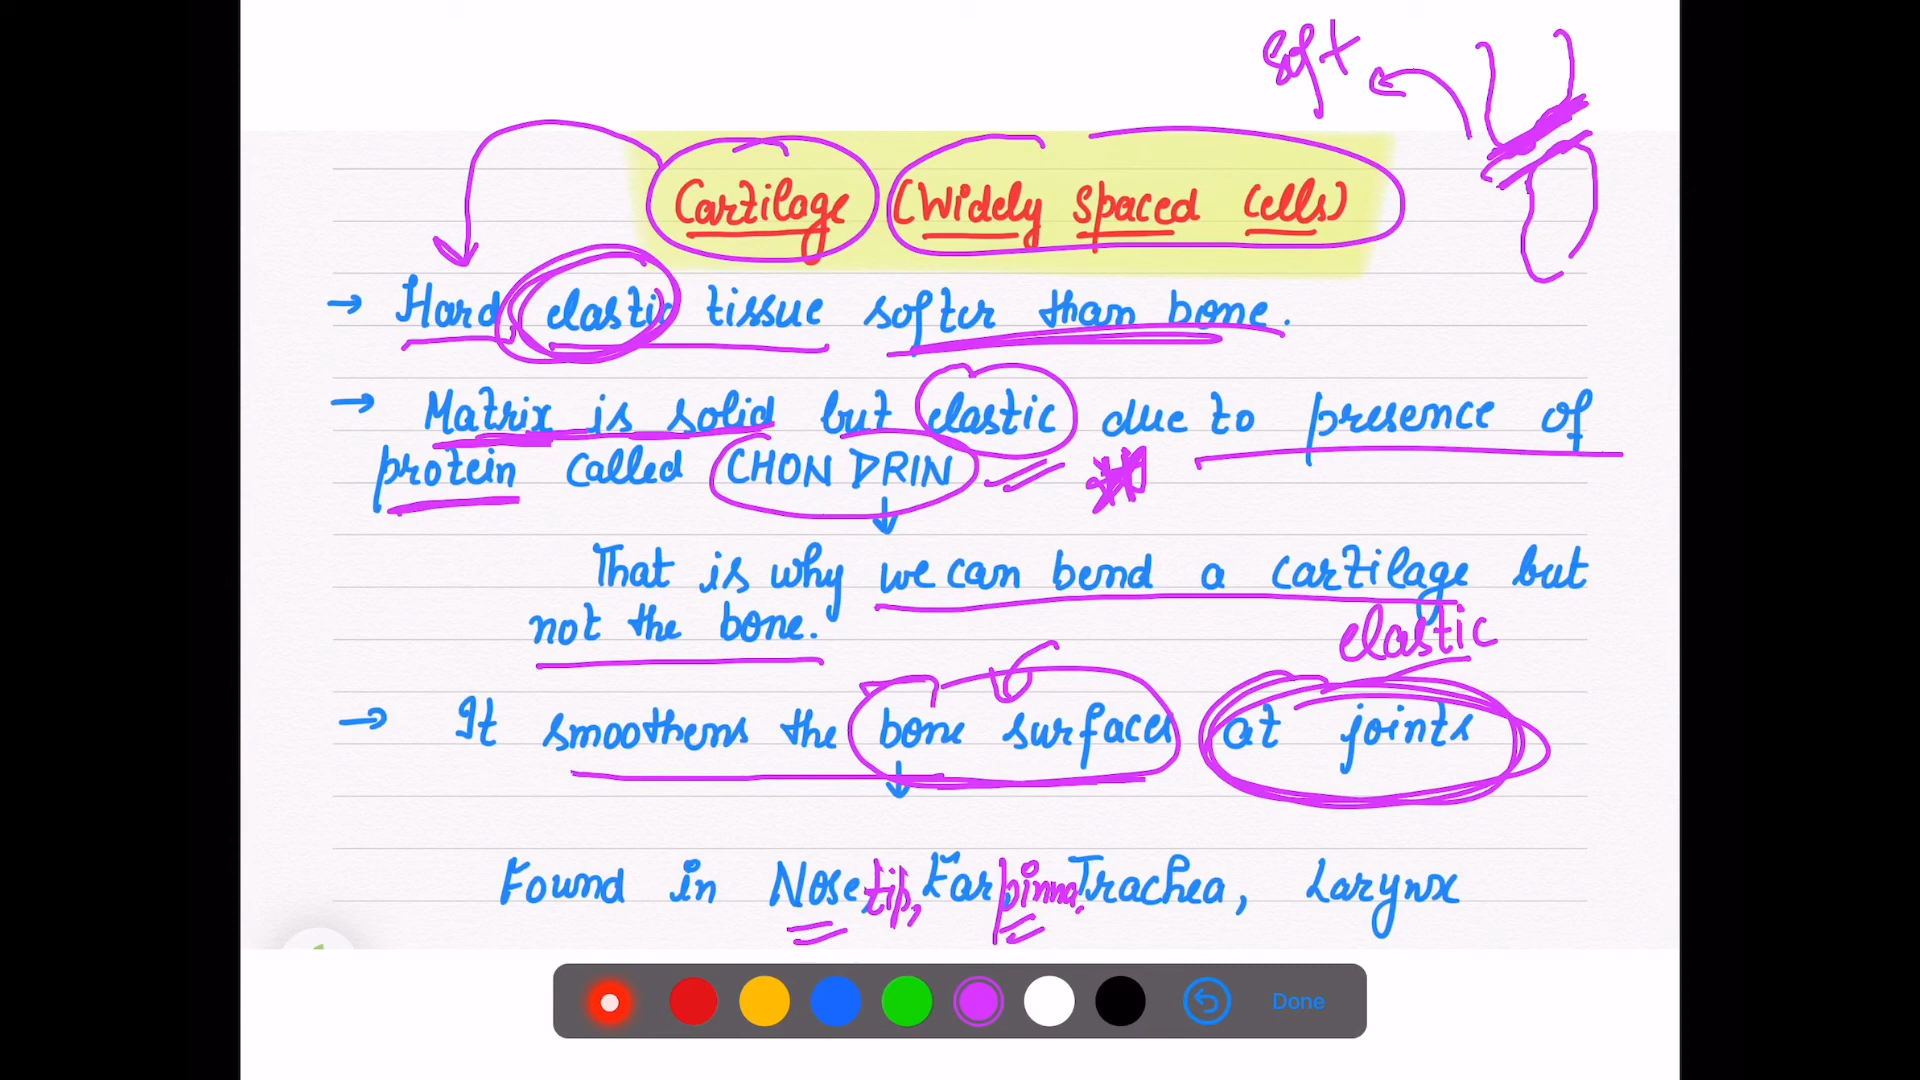 Soft
Cartilage (Widely Spaced Cells)
→ Hard elastic tissue softer than bone.
→ Matrix is solid but elastic due to presence of
protein called CHONDRIN
That is why we can bend a cartilage but
not the bone.
elastic
→ It smoothens the bone surfaces at joints
Found in Nose tip, Ear pinna, Trachea, Larynx
Done